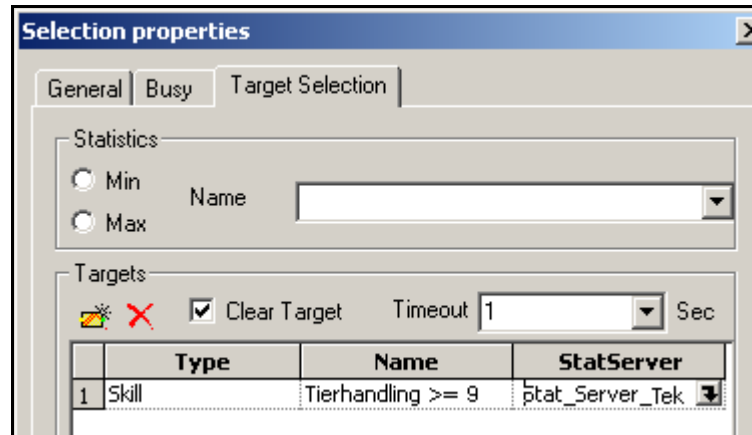 Selection properties
General Busy Target Selection
Statistics
Min
Name
Max
Targets
Clear Target Timeout 1 Sec
Type Name StatServer
1 Skill Tierhandling >= 9 Stat_Server_Tek